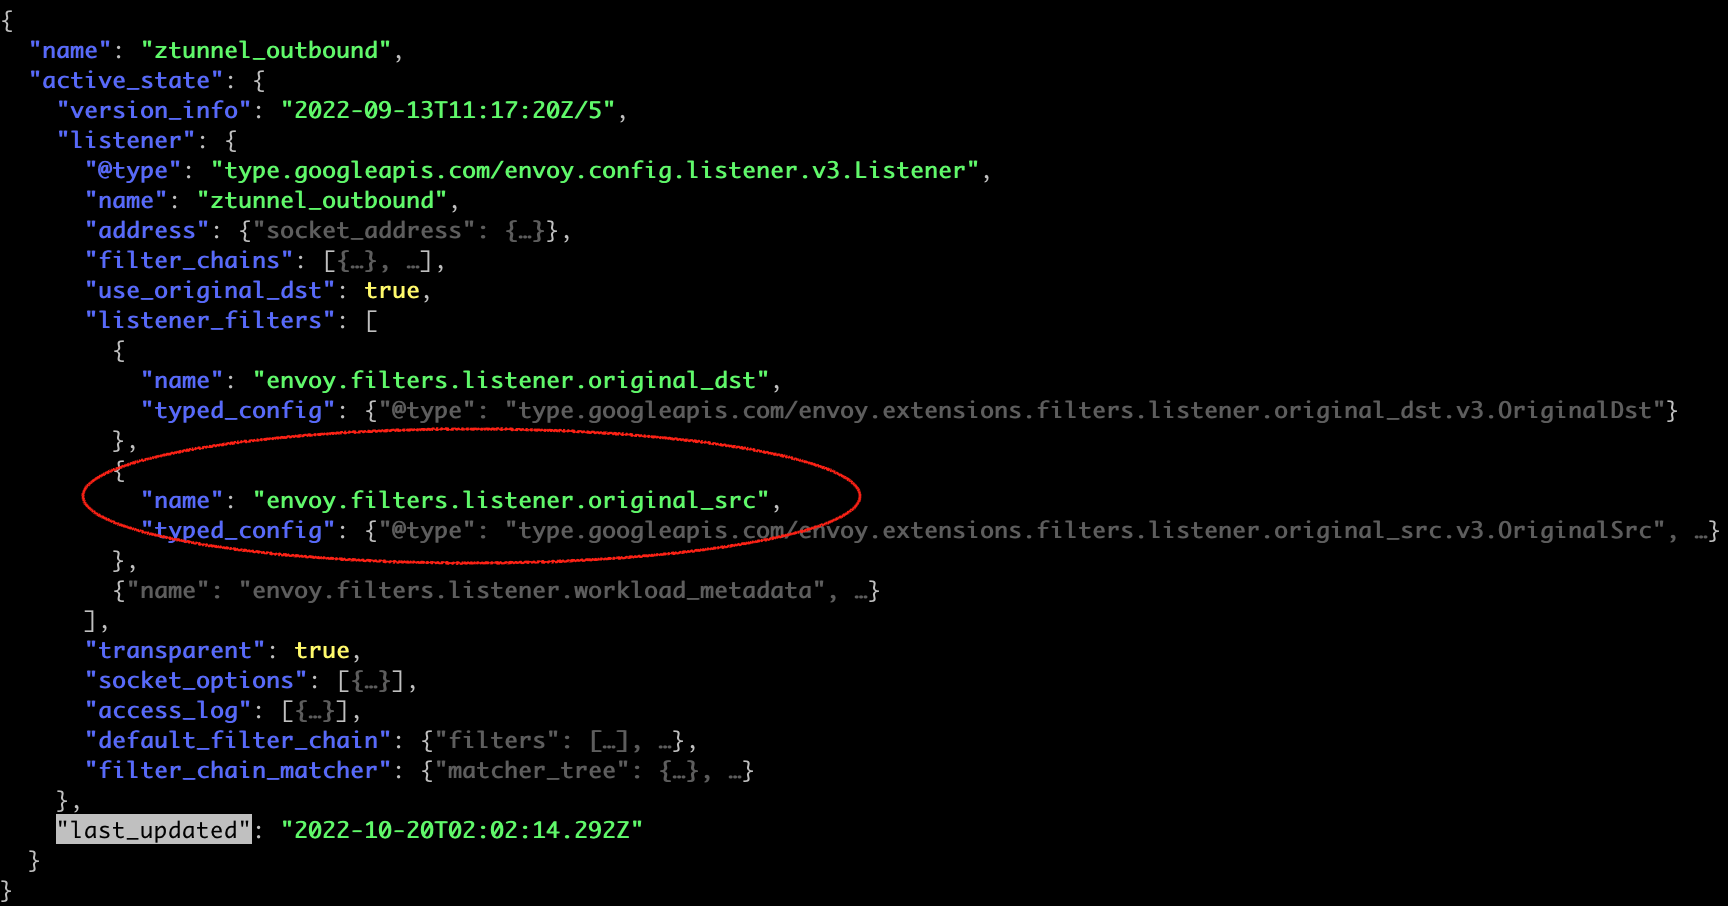 {
  "name": "ztunnel_outbound",
  "active_state": {
    "version_info": "2022-09-13T11:17:20Z/5",
    "listener": {
      "@type": "type.googleapis.com/envoy.config.listener.v3.Listener",
      "name": "ztunnel_outbound",
      "address": {"socket_address": {…}},
      "filter_chains": [{…}, …],
      "use_original_dst": true,
      "listener_filters": [
        {
          "name": "envoy.filters.listener.original_dst",
          "typed_config": {"@type": "type.googleapis.com/envoy.extensions.filters.listener.original_dst.v3.OriginalDst"}
        },
        {
          "name": "envoy.filters.listener.original_src",
          "typed_config": {"@type": "type.googleapis.com/envoy.extensions.filters.listener.original_src.v3.OriginalSrc", …}
        },
        {"name": "envoy.filters.listener.workload_metadata", …}
      ],
      "transparent": true,
      "socket_options": [{…}],
      "access_log": [{…}],
      "default_filter_chain": {"filters": […], …},
      "filter_chain_matcher": {"matcher_tree": {…}, …}
    },
    "last_updated": "2022-10-20T02:02:14.292Z"
  }
}